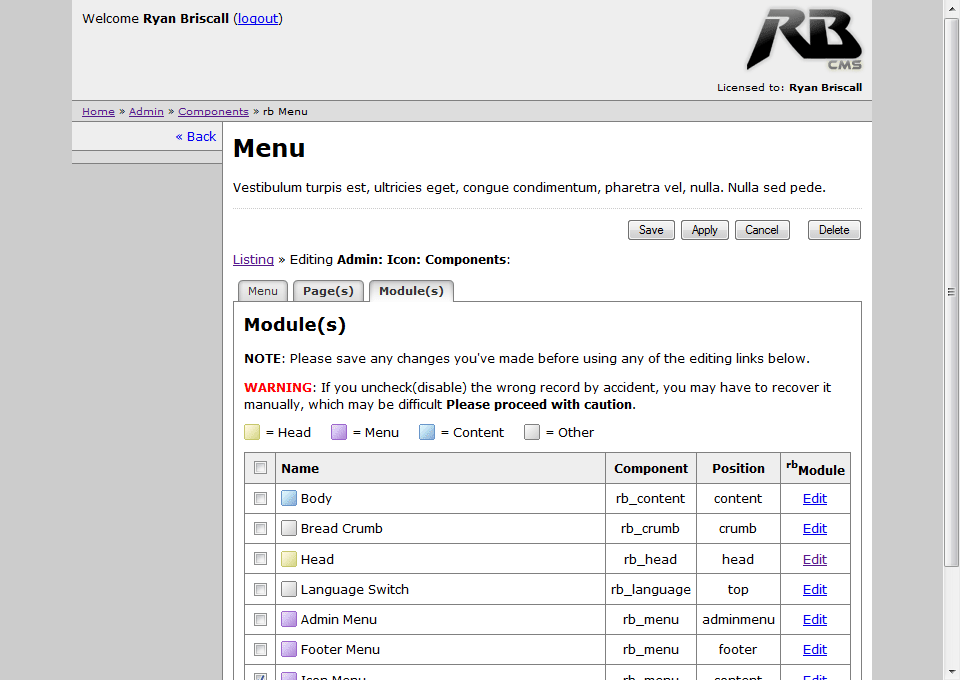 Welcome Ryan Briscall (logout)
RB
CMS
Licensed to: Ryan Briscall
Home » Admin » Components » rb Menu
« Back
Menu
Vestibulum turpis est, ultricies eget, congue condimentum, pharetra vel, nulla. Nulla sed pede.
Save Apply Cancel Delete
Listing » Editing Admin: Icon: Components:
Menu Page(s) Module(s)
Module(s)
NOTE: Please save any changes you've made before using any of the editing links below.
WARNING: If you uncheck(disable) the wrong record by accident, you may have to recover it
manually, which may be difficult Please proceed with caution.
= Head = Menu = Content = Other
Name Component Position rbModule
Body rb_content content Edit
Bread Crumb rb_crumb crumb Edit
Head rb_head head Edit
Language Switch rb_language top Edit
Admin Menu rb_menu adminmenu Edit
Footer Menu rb_menu footer Edit
Icon Menu rb_menu content Edit